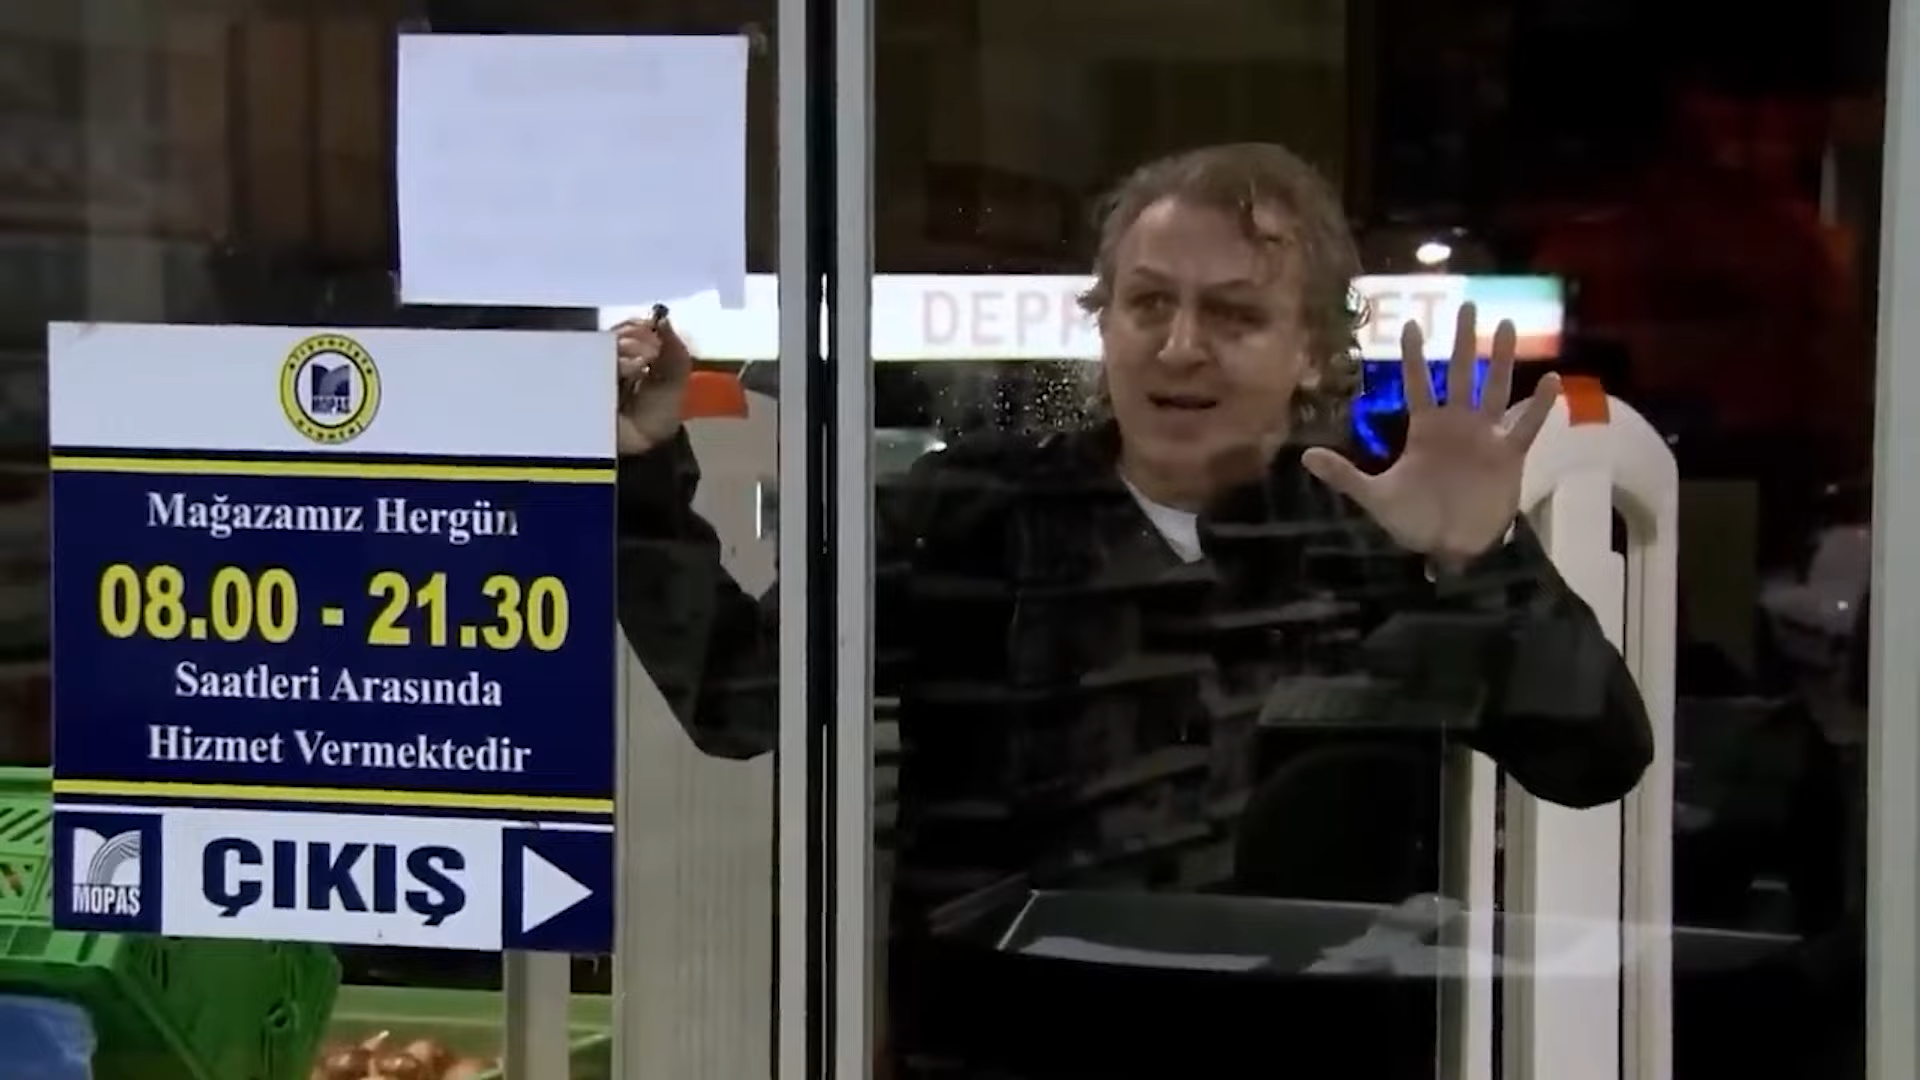 MOPAŞ
Mağazamız Hergün
08.00 - 21.30
Saatleri Arasında
Hizmet Vermektedir
MOPAŞ
ÇIKIŞ